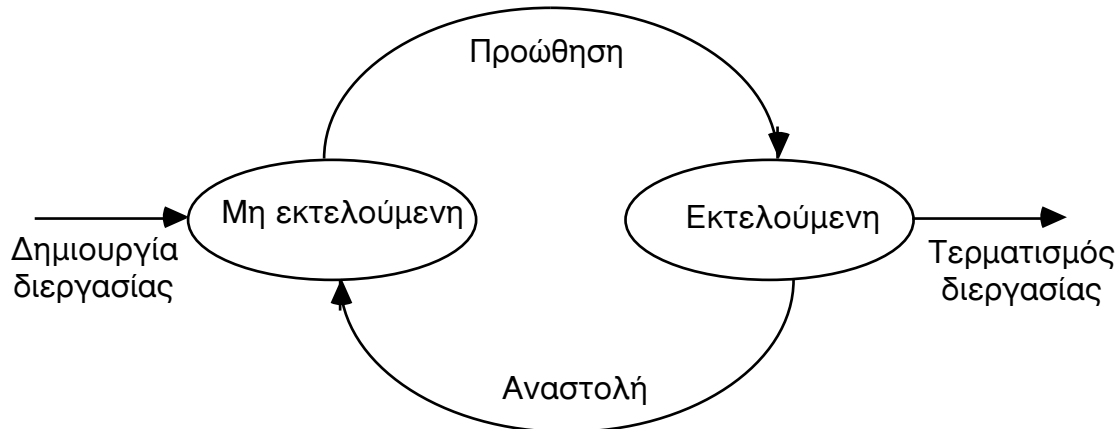 Προώθηση
Μη εκτελούμενη
Εκτελούμενη
Δημιουργία
διεργασίας
Τερματισμός
διεργασίας
Αναστολή